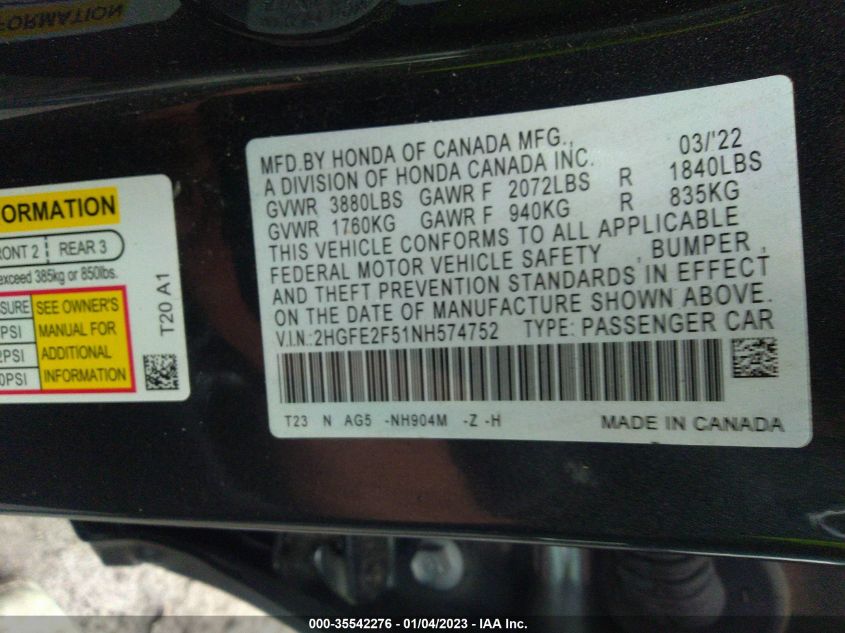 FORMATION
MFD.BY HONDA OF CANADA MFG., 03/'22
A DIVISION OF HONDA CANADA INC.
GVWR 3880LBS GAWR F 2072LBS R 1840LBS
GVWR 1760KG GAWR F 940KG R 835KG
THIS VEHICLE CONFORMS TO ALL APPLICABLE
FEDERAL MOTOR VEHICLE SAFETY , BUMPER ,
AND THEFT PREVENTION STANDARDS IN EFFECT
ON THE DATE OF MANUFACTURE SHOWN ABOVE.
V.I.N.:2HGFE2F51NH574752 TYPE: PASSENGER CAR
T23 N AG5 -NH904M -Z -H MADE IN CANADA
ORMATION
RONT 2 REAR 3
exceed 385kg or 850lbs.
SURE SEE OWNER'S
PSI MANUAL FOR
2PSI ADDITIONAL
0PSI INFORMATION
T20 A1
000-35542276 - 01/04/2023 - IAA Inc.